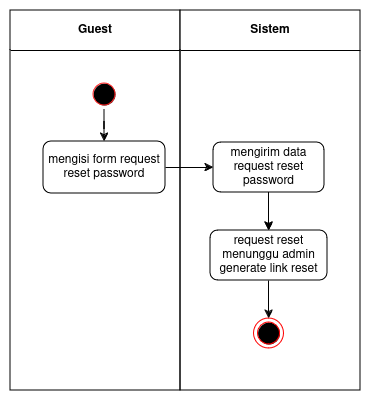 Guest
Sistem
mengisi form request
reset password
mengirim data
request reset
password
request reset
menunggu admin
generate link reset